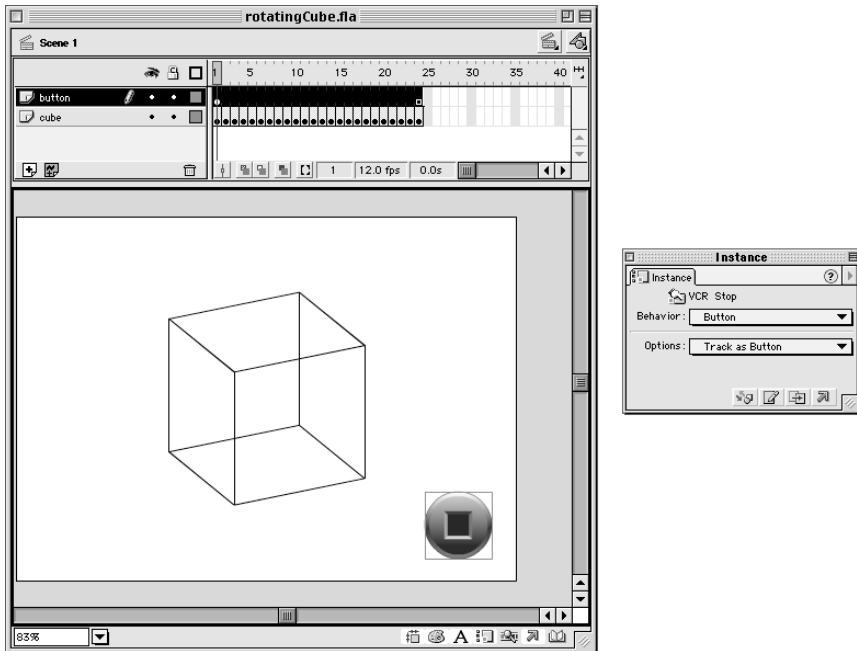 rotatingCube.fla
Scene 1
1 5 10 15 20 25 30 35 40
button
cube
1 12.0 fps 0.0s
83%
A
Instance
Instance
?
VCR Stop
Behavior: Button
Options: Track as Button